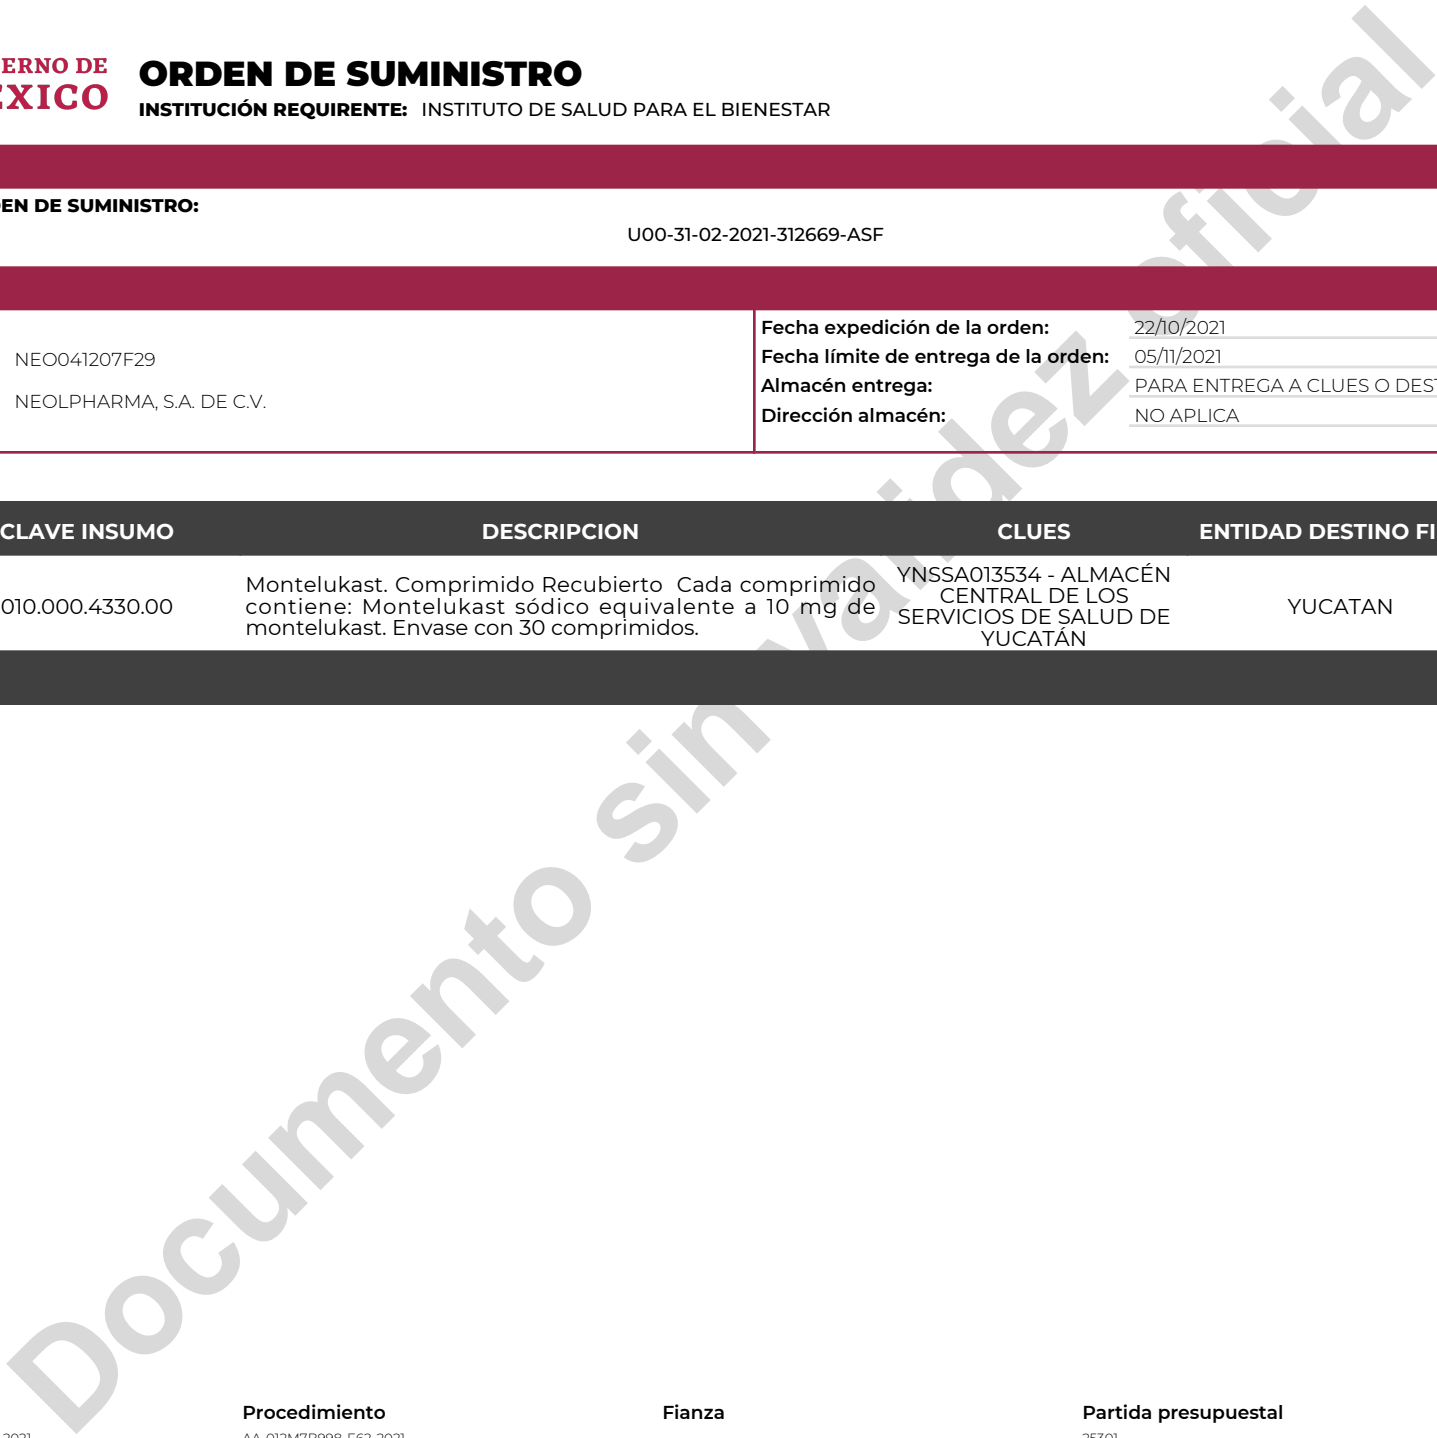 ERNO DE
EXICO
ORDEN DE SUMINISTRO
INSTITUCIÓN REQUIRENTE: INSTITUTO DE SALUD PARA EL BIENESTAR
EN DE SUMINISTRO:
U00-31-02-2021-312669-ASF
NEO041207F29
NEOLPHARMA, S.A. DE C.V.
Fecha expedición de la orden: 22/10/2021
Fecha límite de entrega de la orden: 05/11/2021
Almacén entrega: PARA ENTREGA A CLUES O DEST
Dirección almacén: NO APLICA
CLAVE INSUMO DESCRIPCION CLUES ENTIDAD DESTINO FI
010.000.4330.00
Montelukast. Comprimido Recubierto Cada comprimido
contiene: Montelukast sódico equivalente a 10 mg de
montelukast. Envase con 30 comprimidos.
YNSSA013534 - ALMACÉN
CENTRAL DE LOS
SERVICIOS DE SALUD DE
YUCATÁN
YUCATAN
Documento sin validez oficial
Procedimiento Fianza Partida presupuestal